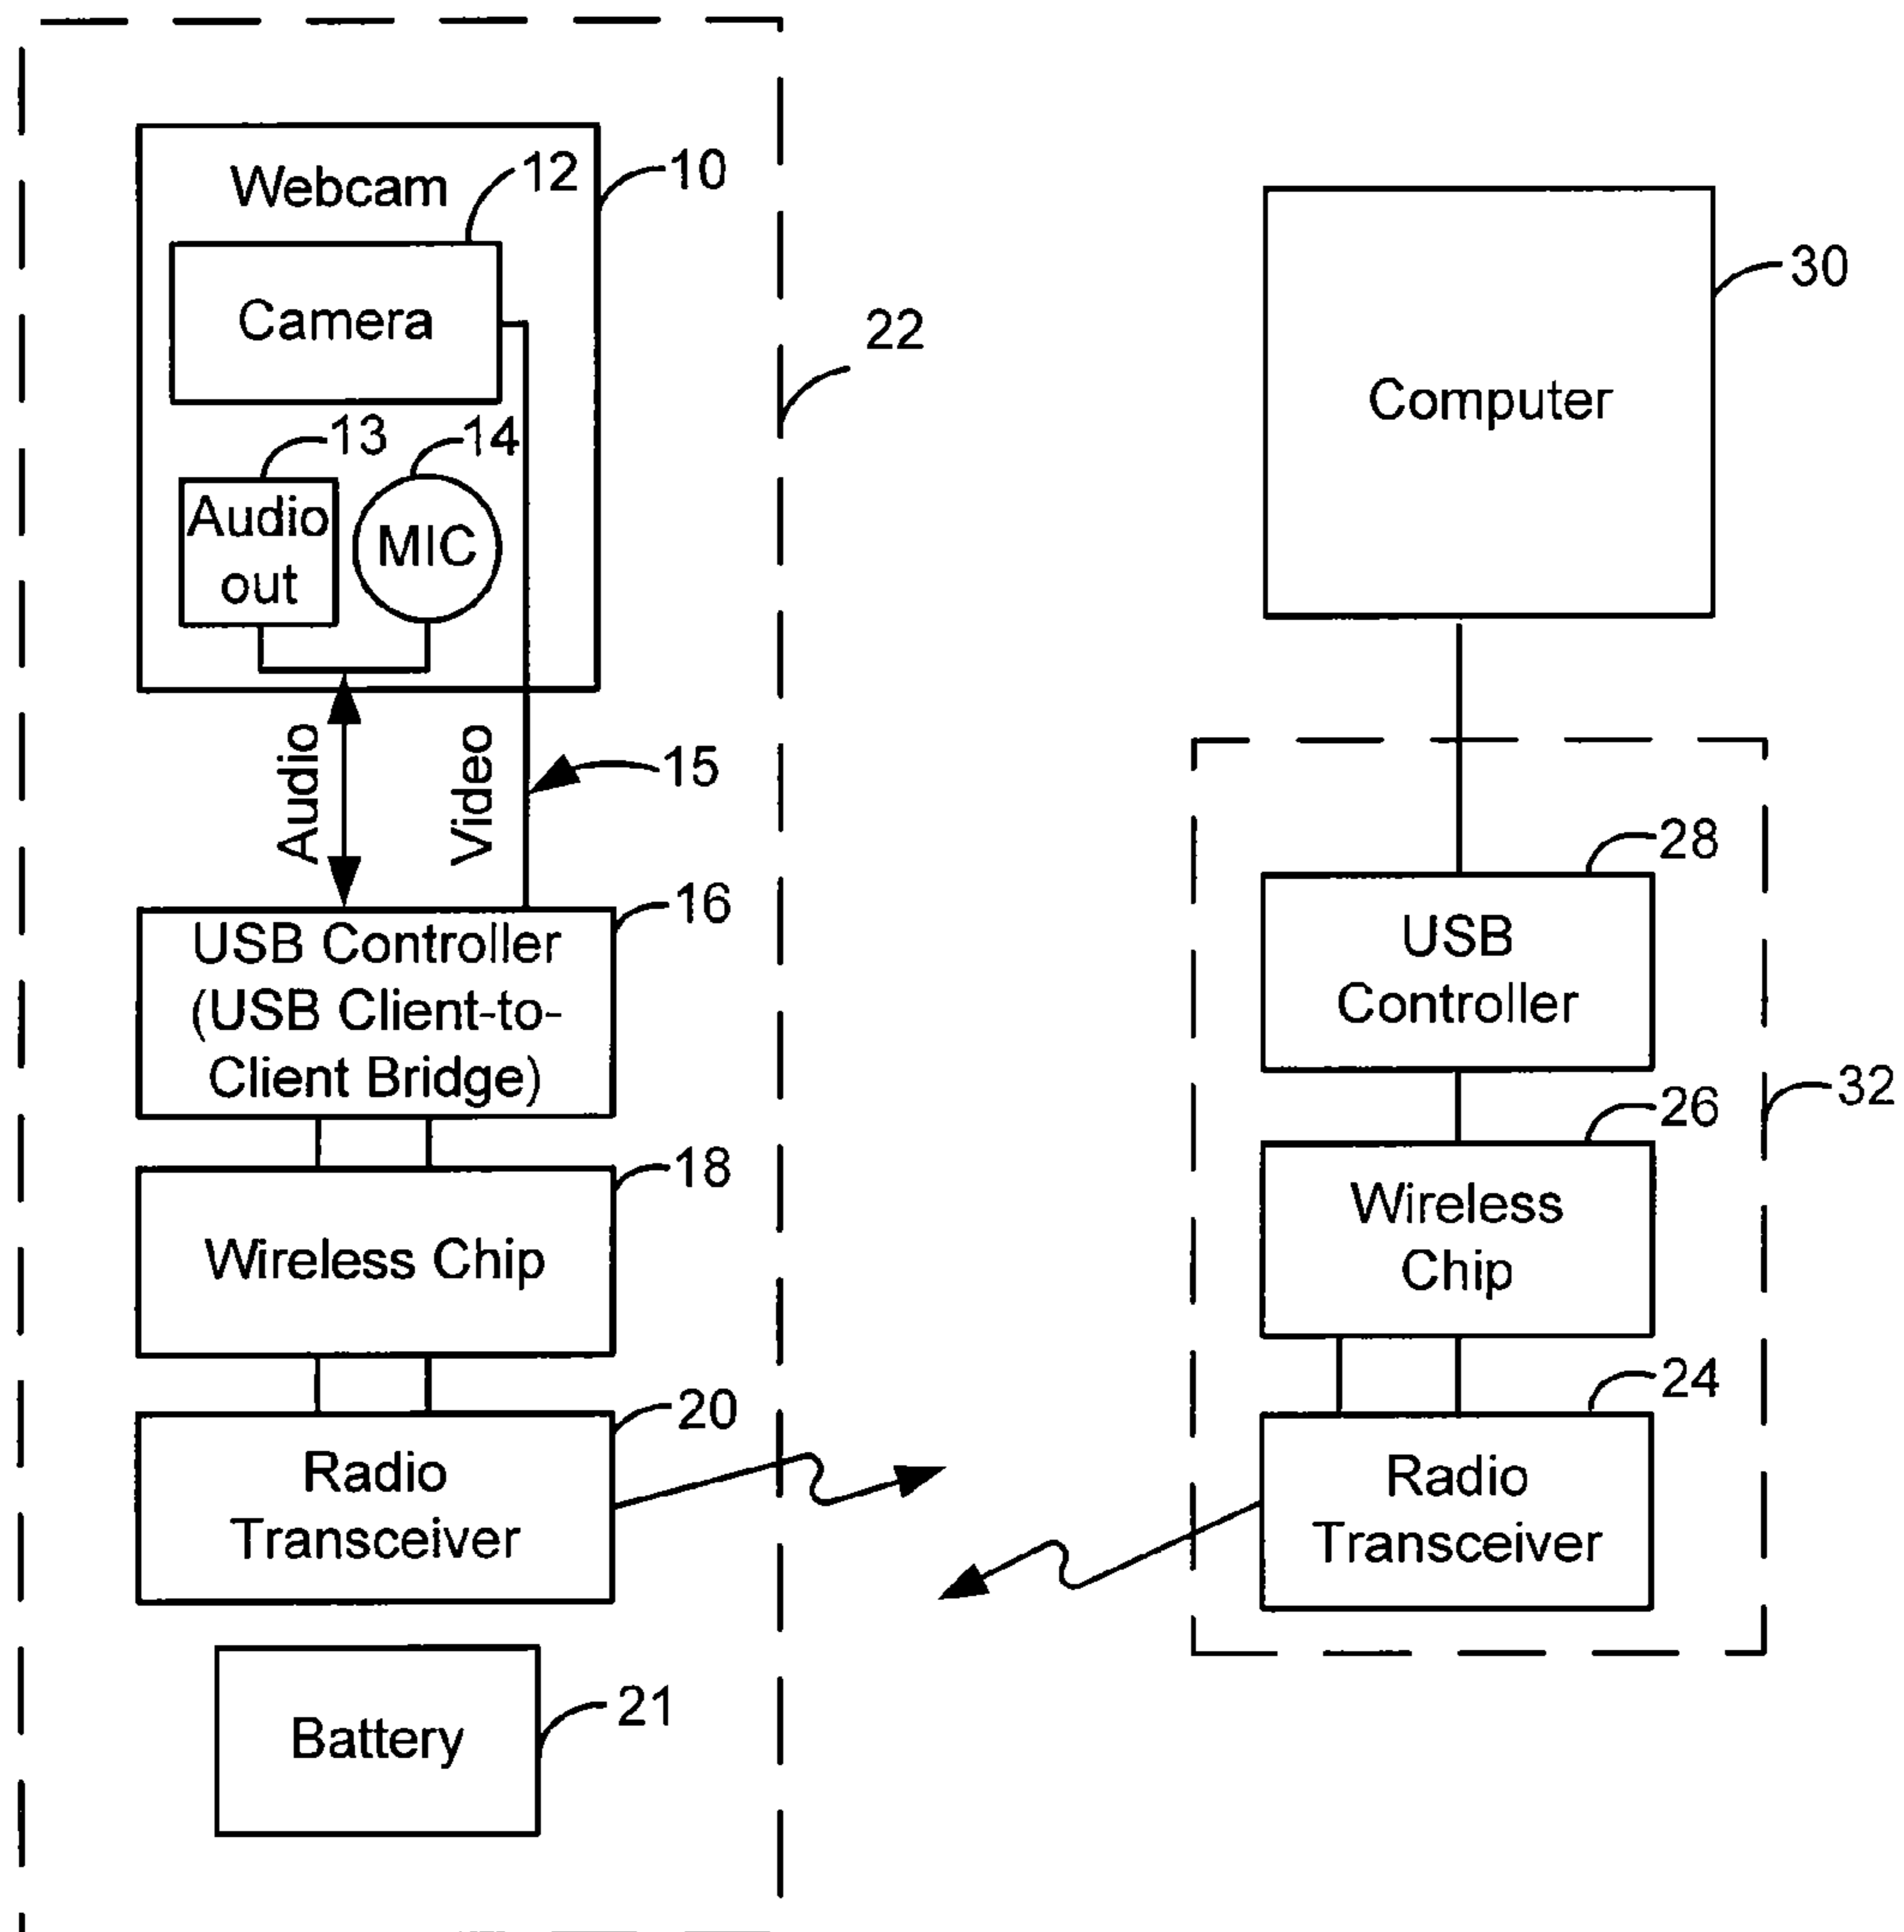 Webcam
12
10
Camera
13
14
Audio
out
MIC
Audio
Video
15
16
USB Controller
(USB Client-to-
Client Bridge)
18
Wireless Chip
20
Radio
Transceiver
21
Battery
22
30
Computer
28
USB
Controller
32
26
Wireless
Chip
24
Radio
Transceiver